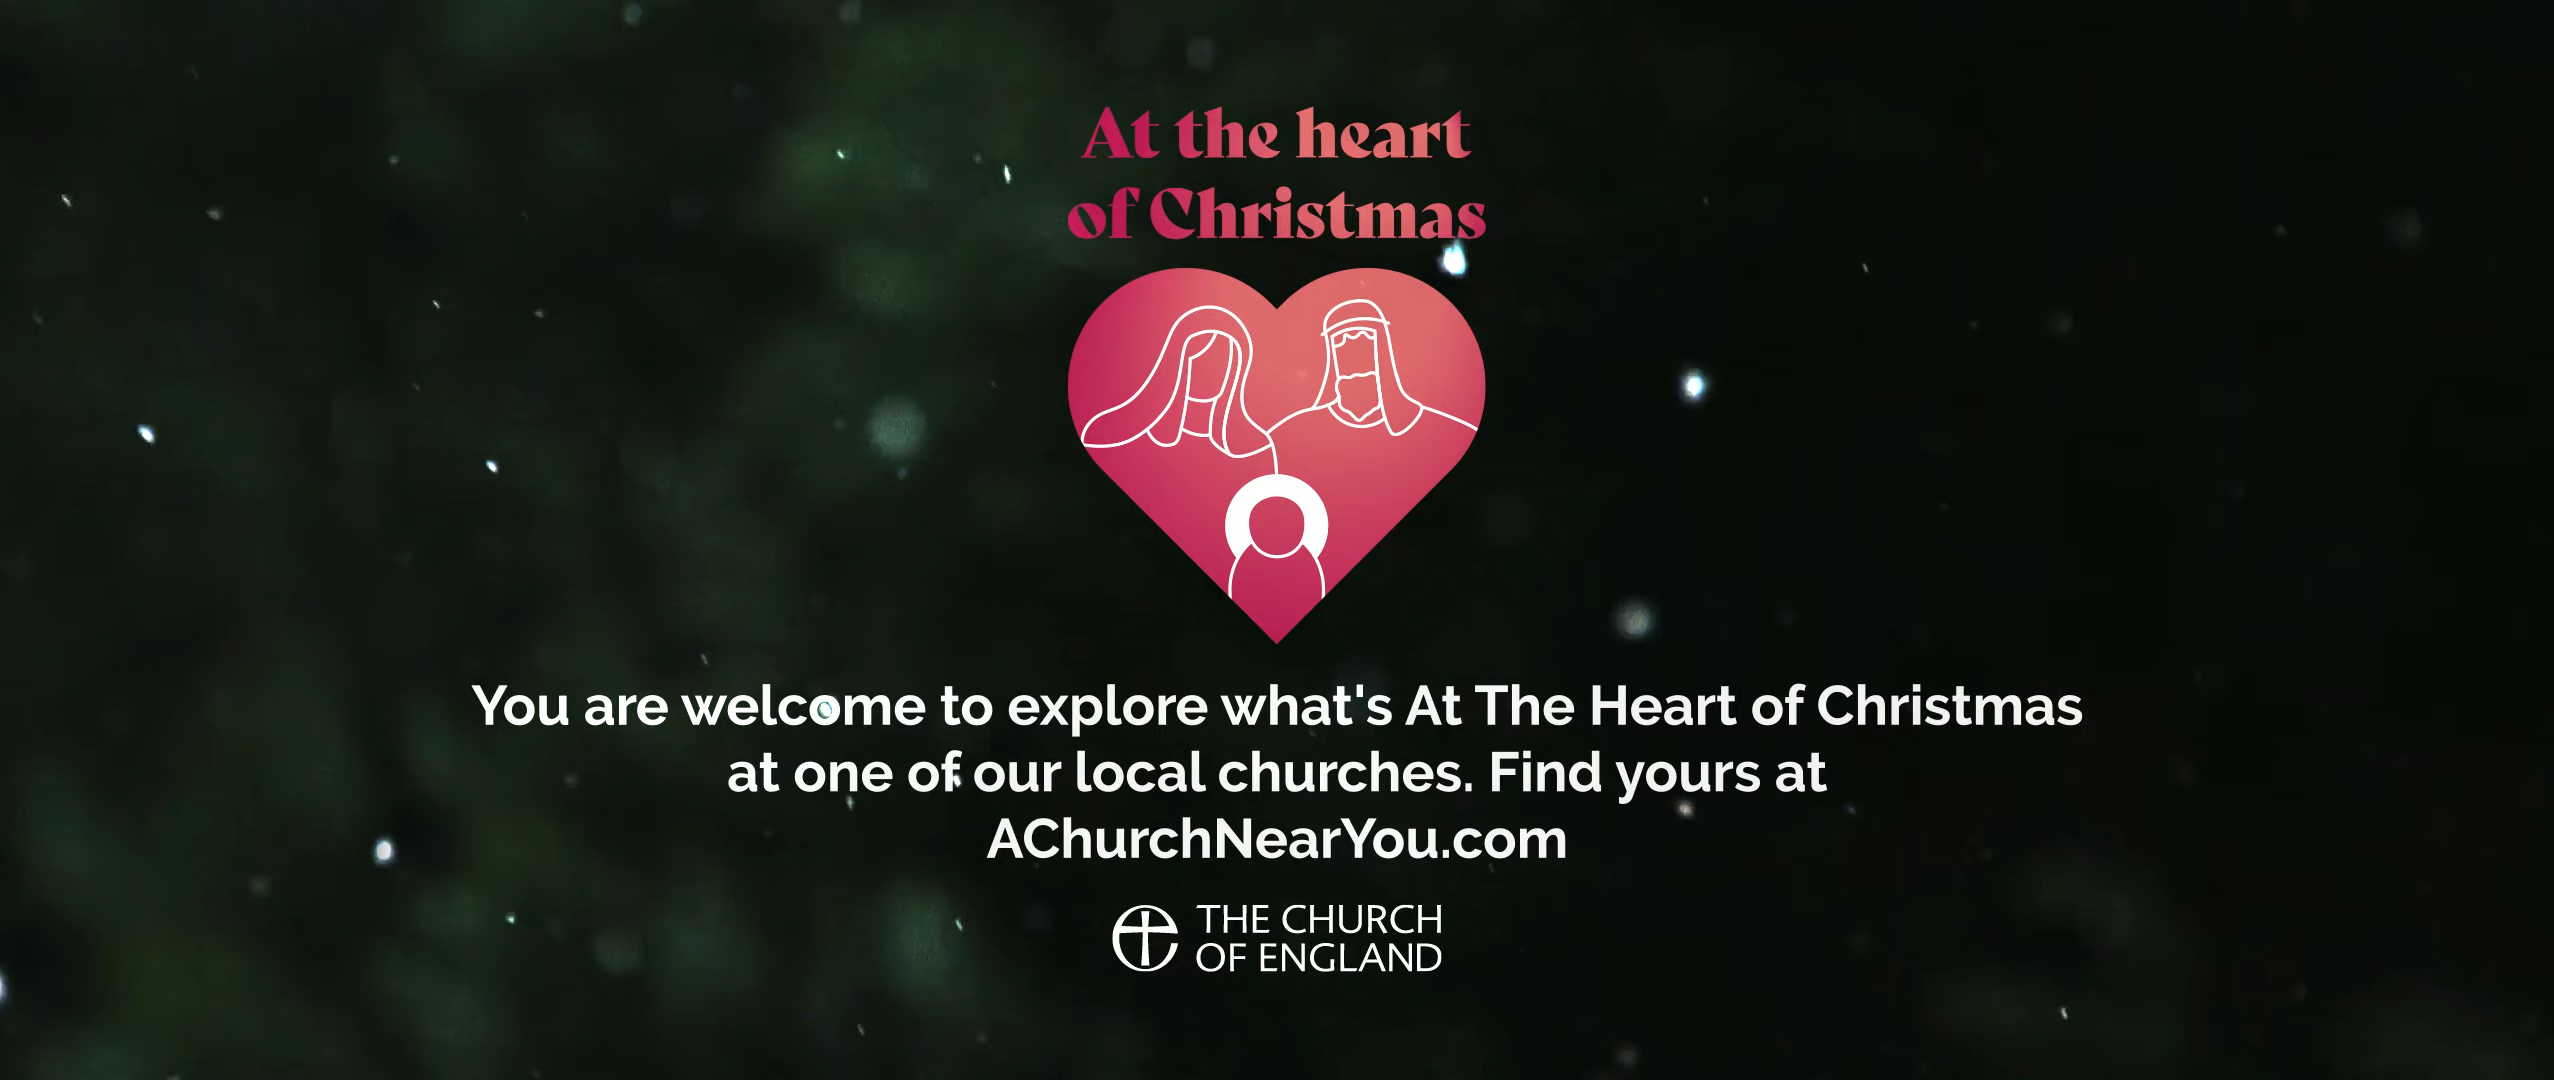 At the heart
of Christmas
You are welcome to explore what's At The Heart of Christmas
at one of our local churches. Find yours at
AChurchNearYou.com
THE CHURCH
OF ENGLAND